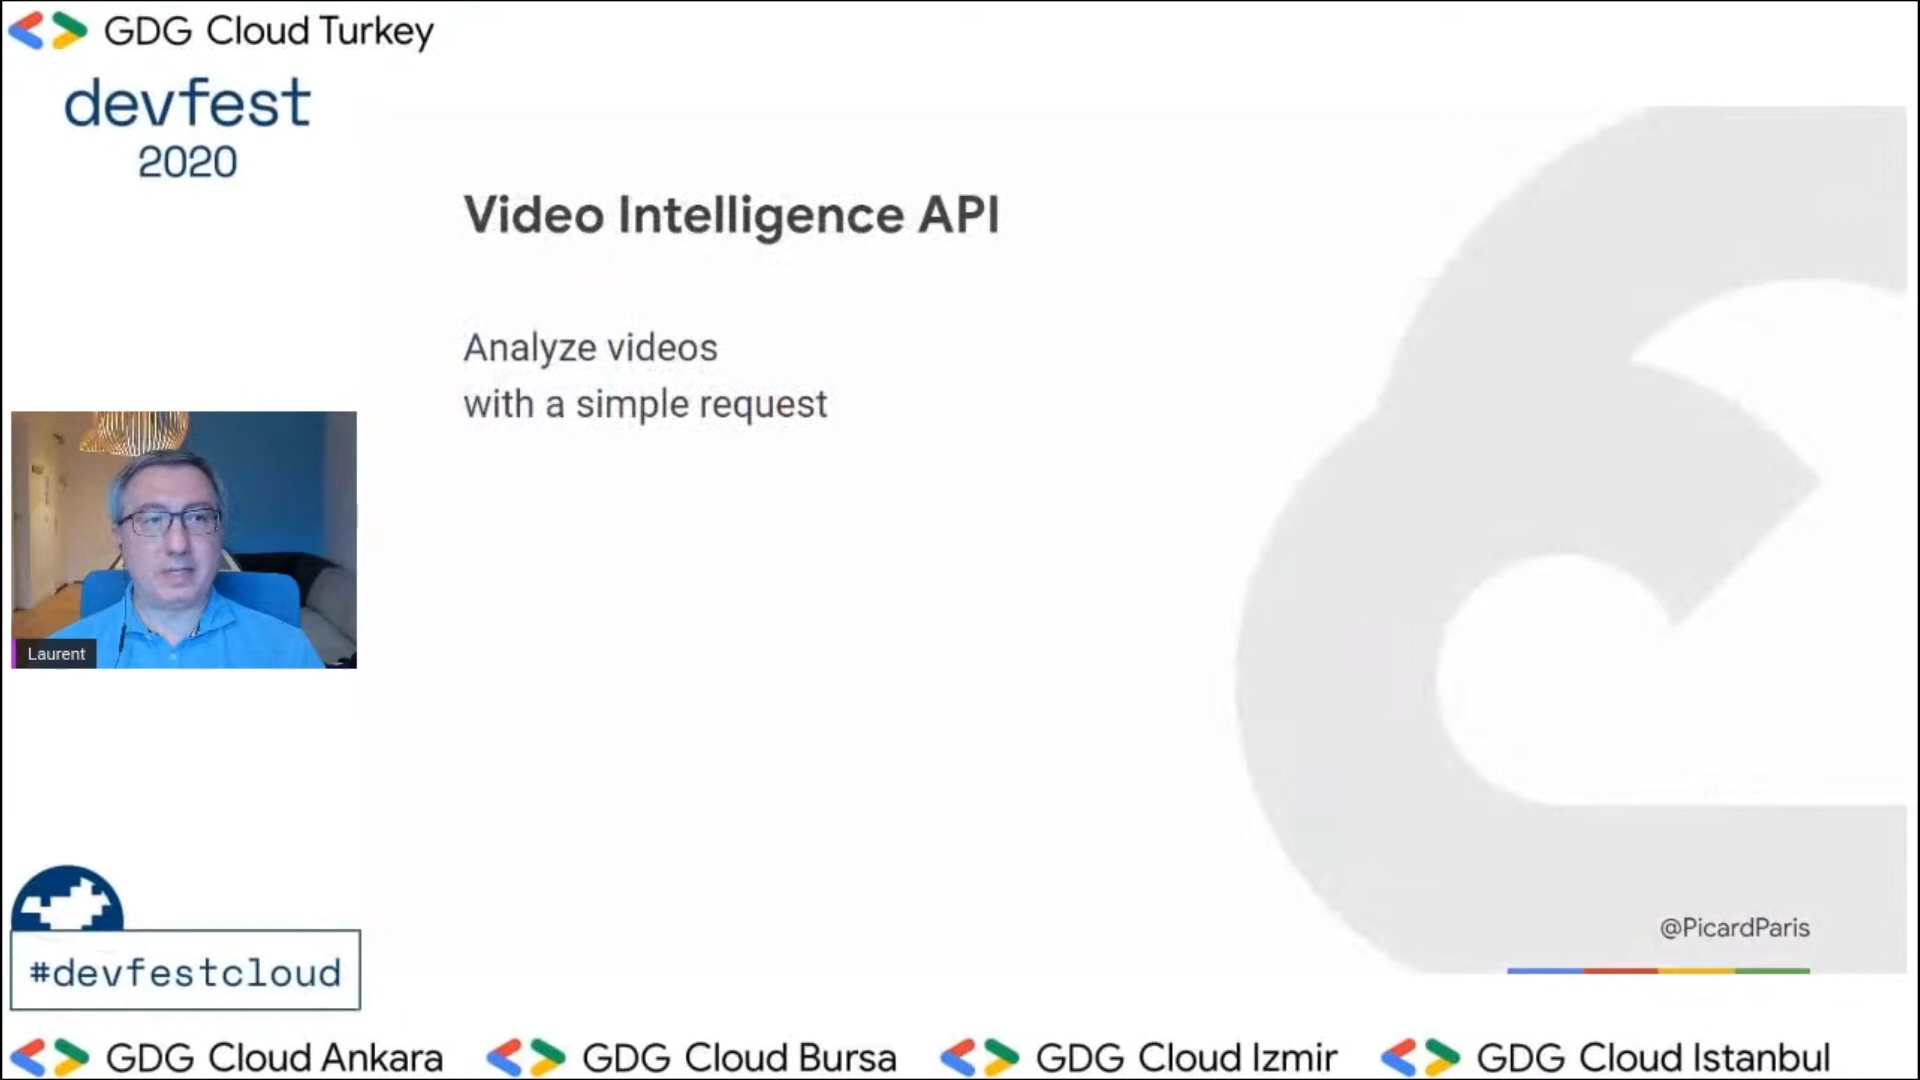 GDG Cloud Turkey
devfest
2020
Video Intelligence API
Analyze videos
with a simple request
Laurent
@PicardParis
#devfestcloud
GDG Cloud Ankara
GDG Cloud Bursa
GDG Cloud Izmir
GDG Cloud Istanbul